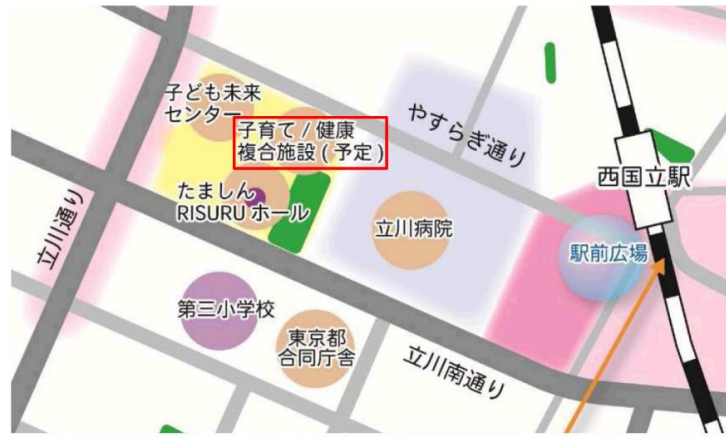 子ども未来
センター
子育て / 健康
複合施設 ( 予定 )
やすらぎ通り
西国立駅
たましん
RISURU ホール
立川病院
駅前広場
立川通り
第三小学校
東京都
合同庁舎
立川南通り